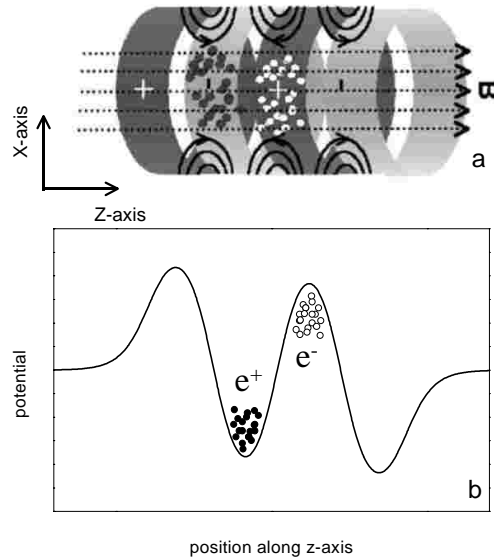 + - + -
B
a
X-axis
Z-axis
potential
e⁺
e⁻
b
position along z-axis